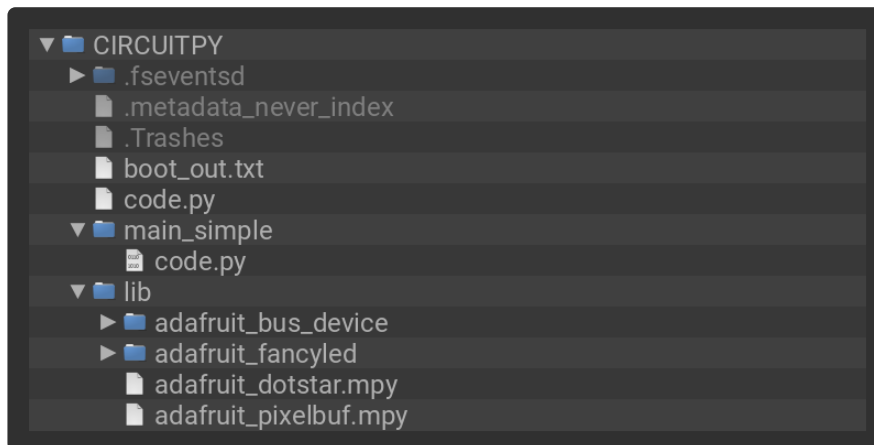 CIRCUITPY
.fseventsd
.metadata_never_index
.Trashes
boot_out.txt
code.py
main_simple
code.py
lib
adafruit_bus_device
adafruit_fancyled
adafruit_dotstar.mpy
adafruit_pixelbuf.mpy